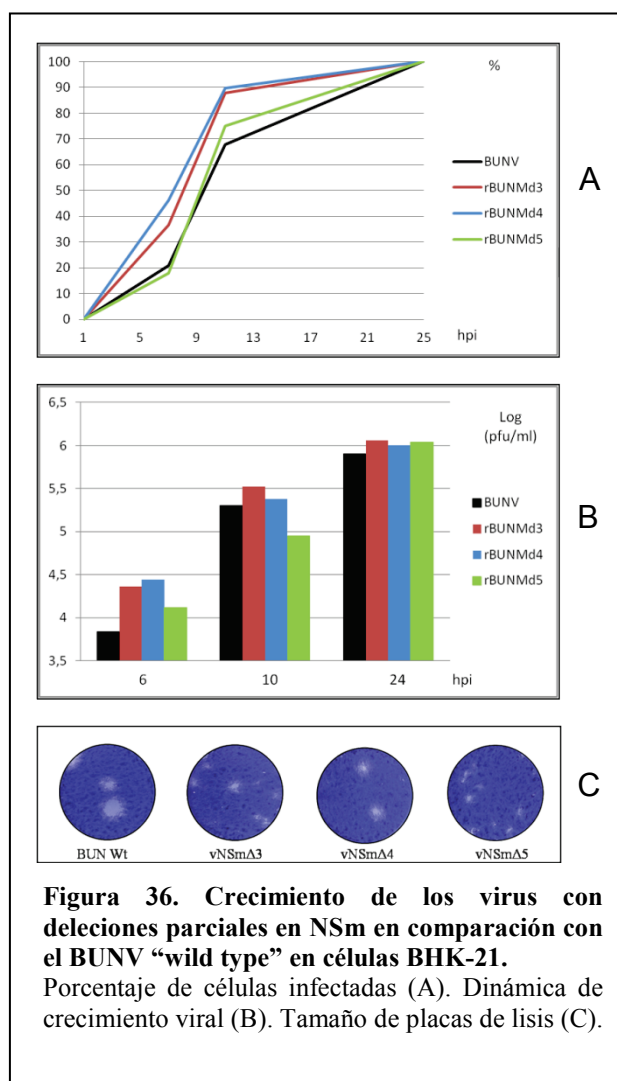 100
90
80
70
60
50
40
30
20
10
0
1 5 9 13 17 21 25 hpi
%
BUNV
rBUNMd3
rBUNMd4
rBUNMd5
A
6,5
6
5,5
5
4,5
4
3,5
6 10 24 hpi
Log
(pfu/ml)
BUNV
rBUNMd3
rBUNMd4
rBUNMd5
B
BUN Wt vNSmΔ3 vNSmΔ4 vNSmΔ5
C
Figura 36. Crecimiento de los virus con
deleciones parciales en NSm en comparación con
el BUNV “wild type” en células BHK-21.
Porcentaje de células infectadas (A). Dinámica de
crecimiento viral (B). Tamaño de placas de lisis (C).